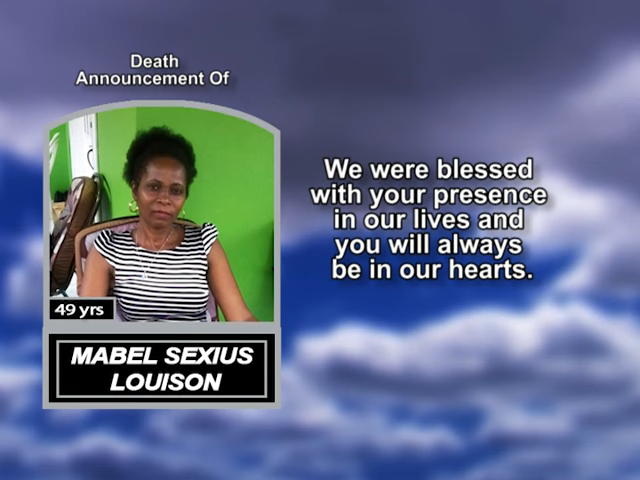 Death
Announcement Of
49 yrs
MABEL SEXIUS
LOUISON
We were blessed
with your presence
in our lives and
you will always
be in our hearts.